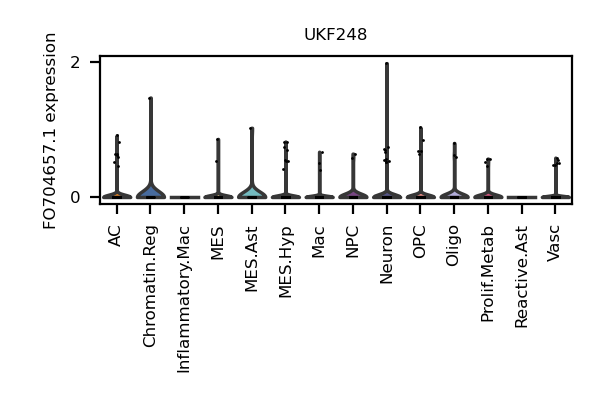 UKF248
FO704657.1 expression
2
0
AC
Chromatin.Reg
Inflammatory.Mac
MES
MES.Ast
MES.Hyp
Mac
NPC
Neuron
OPC
Oligo
Prolif.Metab
Reactive.Ast
Vasc